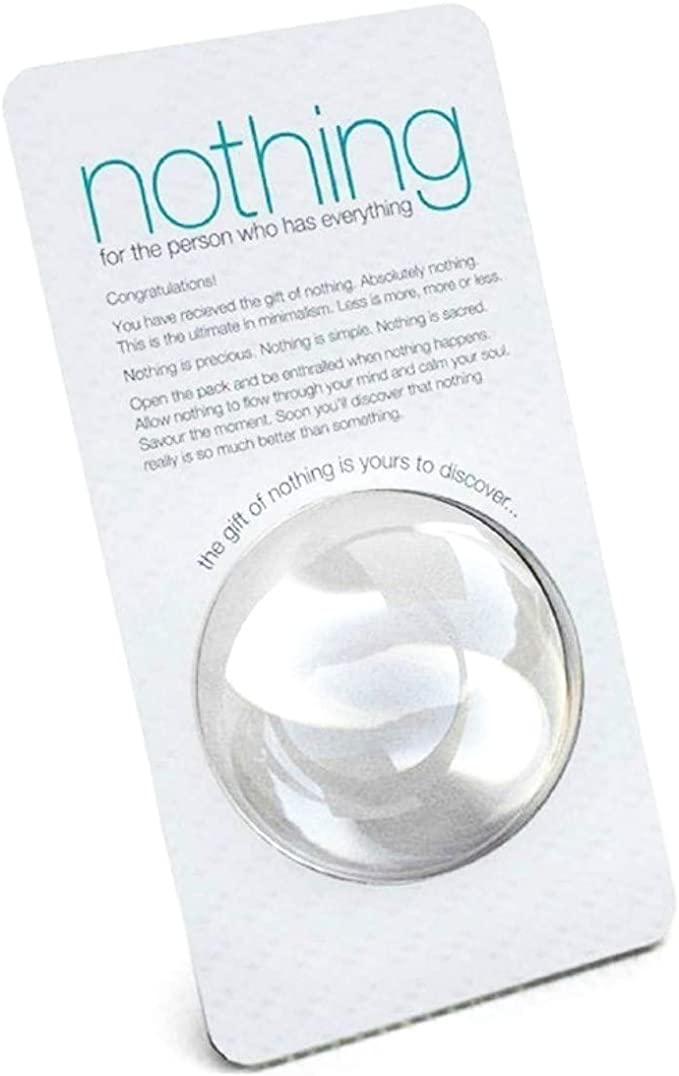 nothing
for the person who has everything
Congratulations!
You have recieved the gift of nothing. Absolutely nothing.
This is the ultimate in minimalism. Less is more, more or less.
Nothing is precious. Nothing is simple. Nothing is sacred.
Open the pack and be enthralled when nothing happens.
Allow nothing to flow through your mind and calm your soul.
Savour the moment. Soon you'll discover that nothing
really is so much better than something.
the gift of nothing is yours to discover...